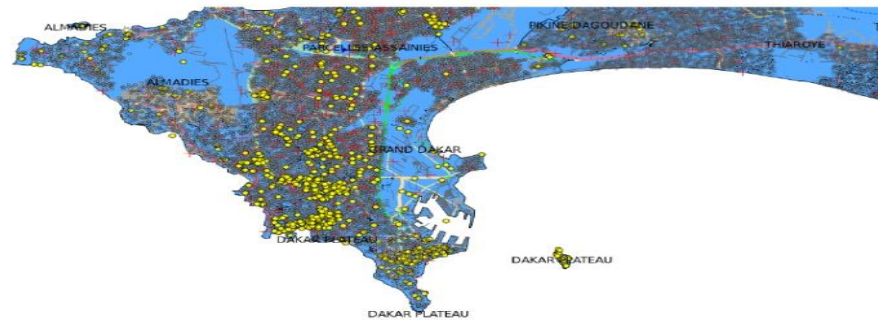 ALMADIES
PIKINE DAGOUDANE
PARCELLES ASSAINIES
THIAROYE
ALMADIES
GRAND DAKAR
DAKAR PLATEAU
DAKAR PLATEAU
DAKAR PLATEAU